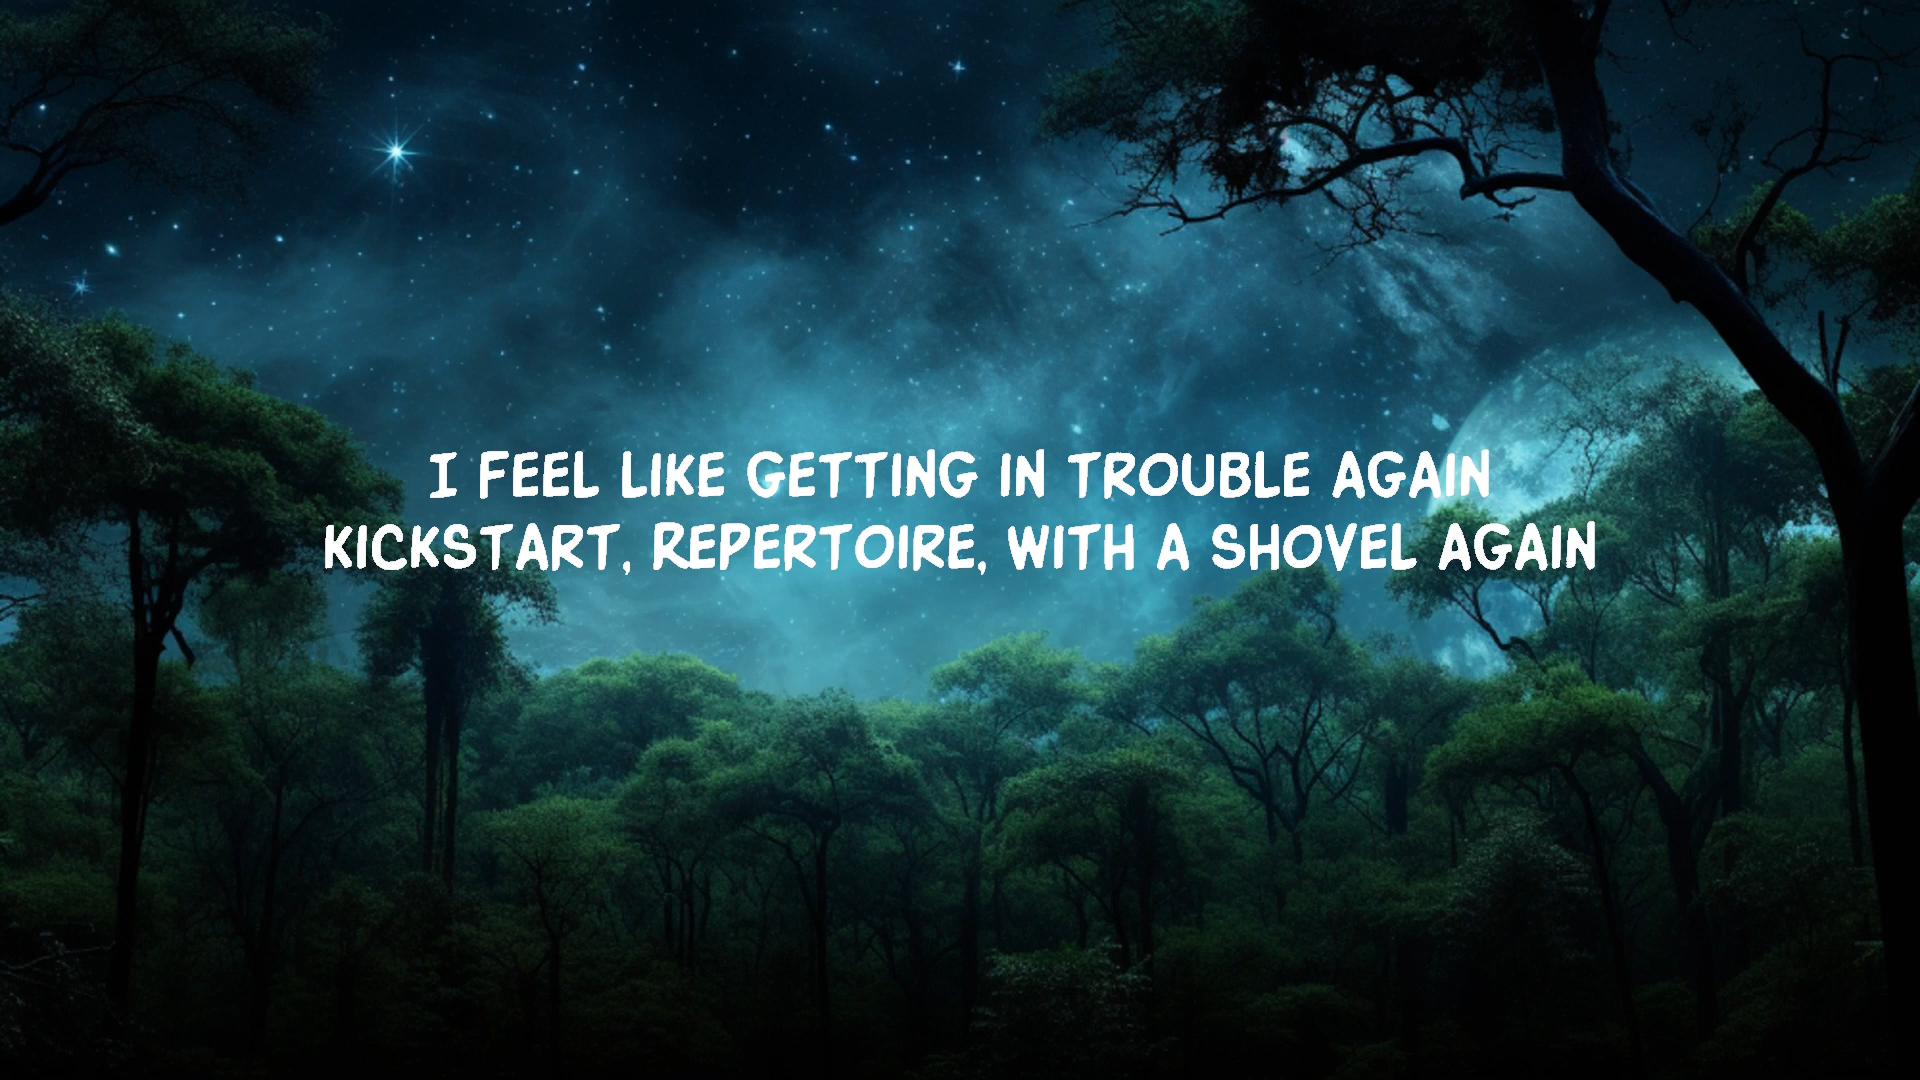 I FEEL LIKE GETTING IN TROUBLE AGAIN
KICKSTART, REPERTOIRE, WITH A SHOVEL AGAIN